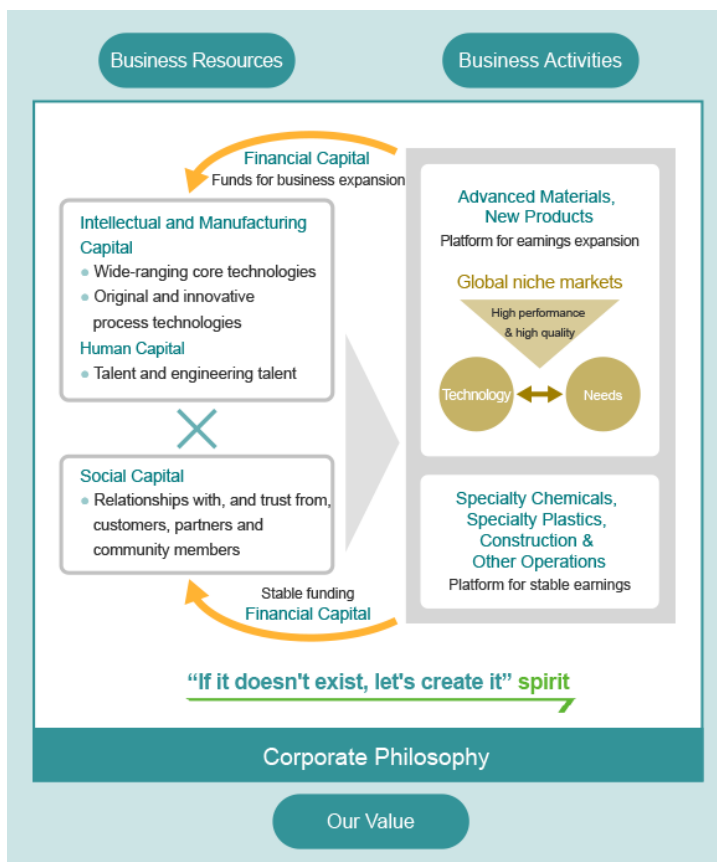 Business Resources
Business Activities
Financial Capital
Funds for business expansion
Intellectual and Manufacturing
Capital
Wide-ranging core technologies
Original and innovative
process technologies
Human Capital
Talent and engineering talent
Social Capital
Relationships with, and trust from,
customers, partners and
community members
Stable funding
Financial Capital
Advanced Materials,
New Products
Platform for earnings expansion
Global niche markets
High performance
& high quality
Technology
Needs
Specialty Chemicals,
Specialty Plastics,
Construction &
Other Operations
Platform for stable earnings
“If it doesn't exist, let's create it” spirit
Corporate Philosophy
Our Value